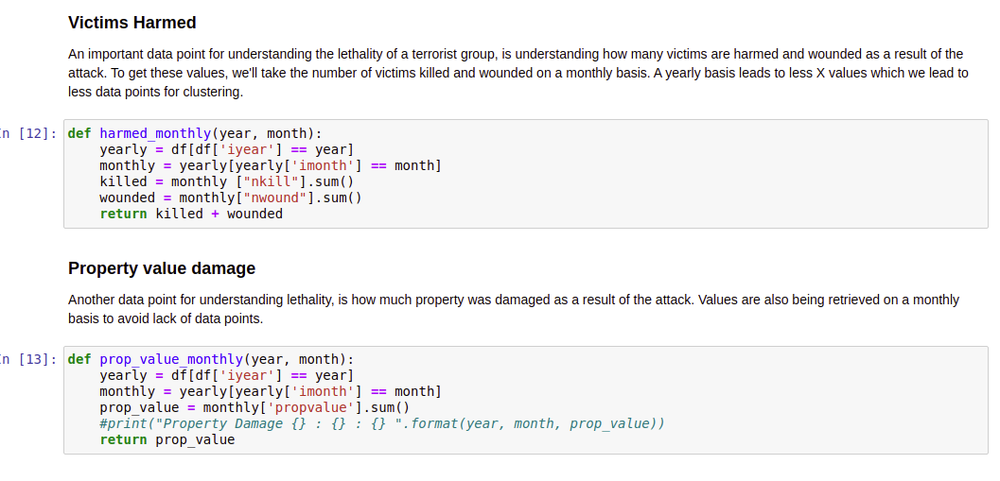 Victims Harmed
An important data point for understanding the lethality of a terrorist group, is understanding how many victims are harmed and wounded as a result of the
attack. To get these values, we'll take the number of victims killed and wounded on a monthly basis. A yearly basis leads to less X values which we lead to
less data points for clustering.
n [12]: def harmed_monthly(year, month):
    yearly = df[df['iyear'] == year]
    monthly = yearly[yearly['imonth'] == month]
    killed = monthly ["nkill"].sum()
    wounded = monthly["nwound"].sum()
    return killed + wounded
Property value damage
Another data point for understanding lethality, is how much property was damaged as a result of the attack. Values are also being retrieved on a monthly
basis to avoid lack of data points.
n [13]: def prop_value_monthly(year, month):
    yearly = df[df['iyear'] == year]
    monthly = yearly[yearly['imonth'] == month]
    prop_value = monthly['propvalue'].sum()
    #print("Property Damage {} : {} : {} ".format(year, month, prop_value))
    return prop_value